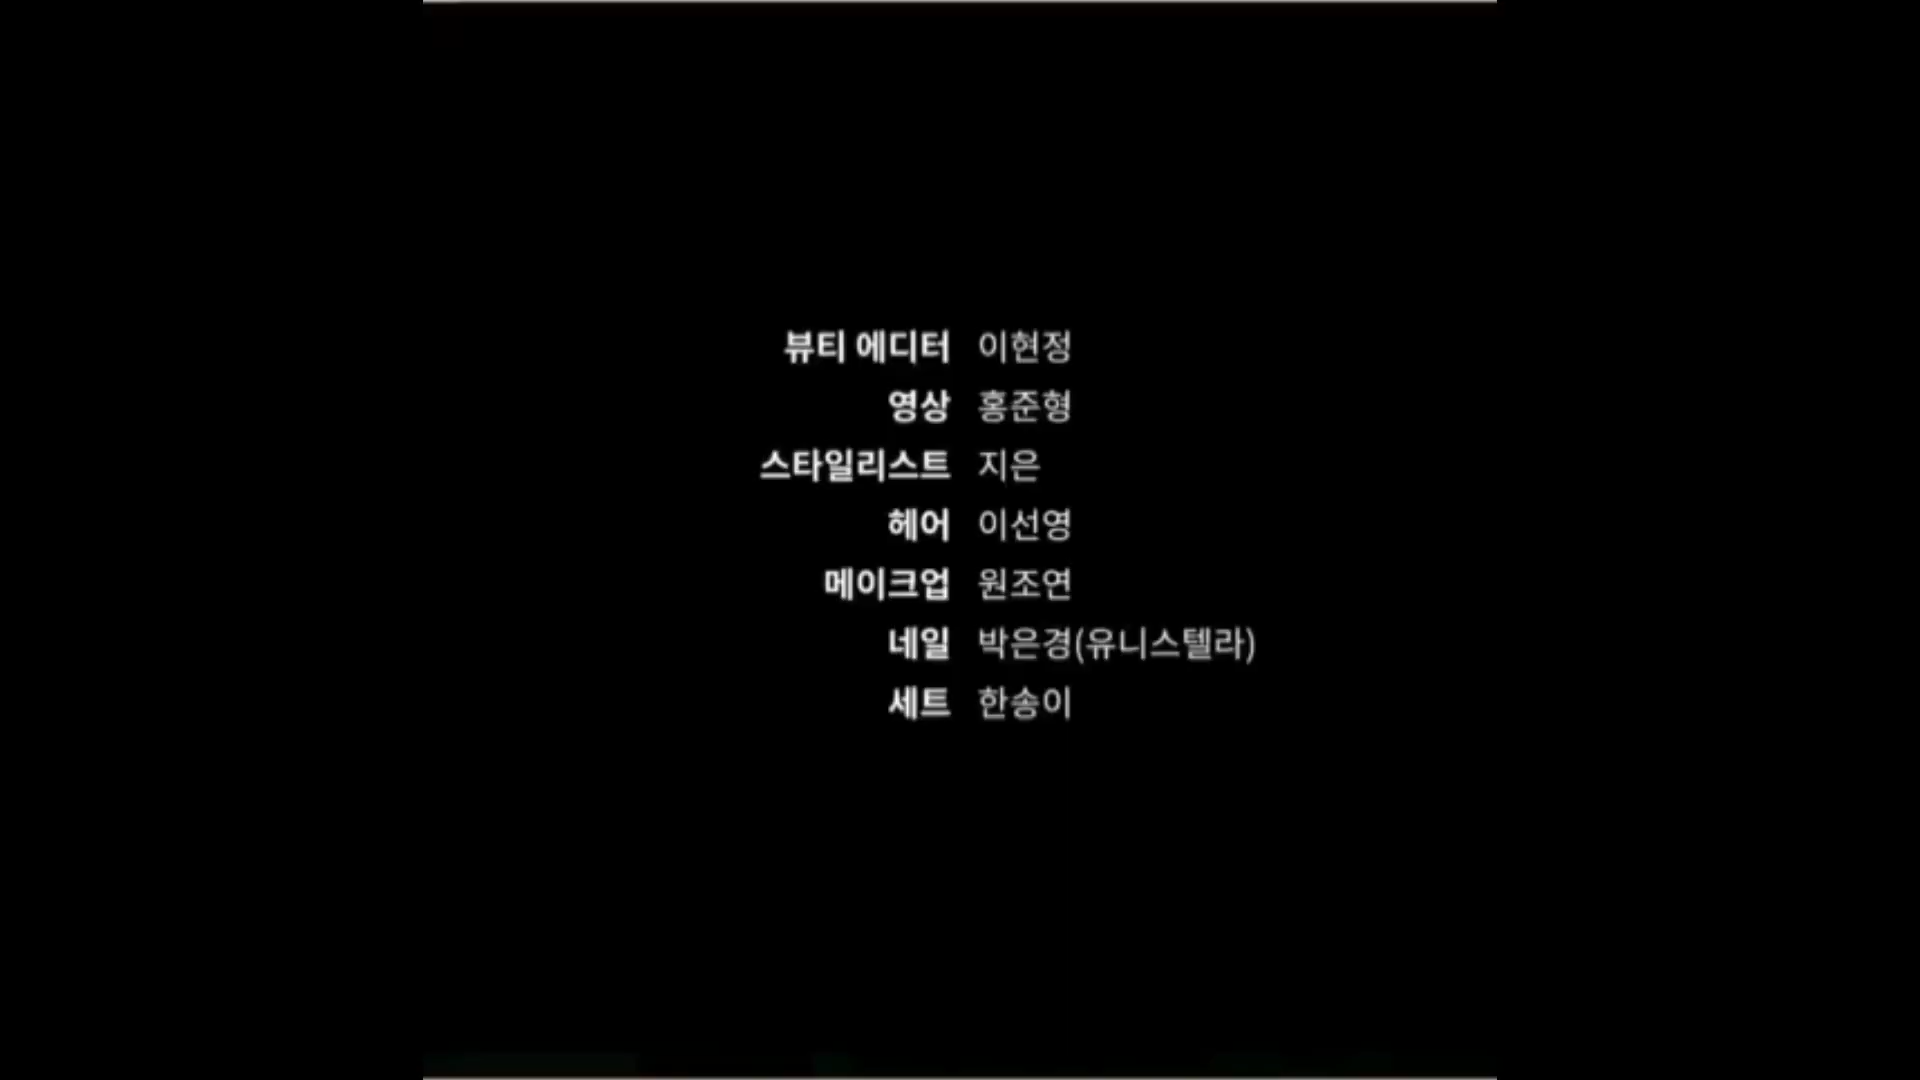 뷰티 에디터 이현정
영상 홍준형
스타일리스트 지은
헤어 이선영
메이크업 원조연
네일 박은경(유니스텔라)
세트 한송이